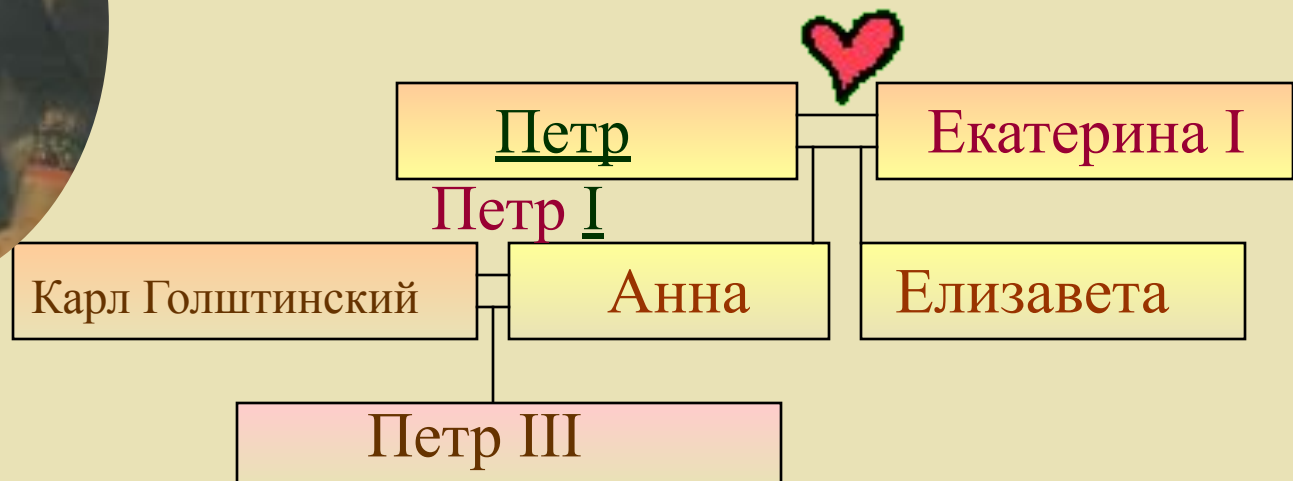 Петр
Екатерина I
Петр I
Карл Голштинский
Анна
Елизавета
Петр III